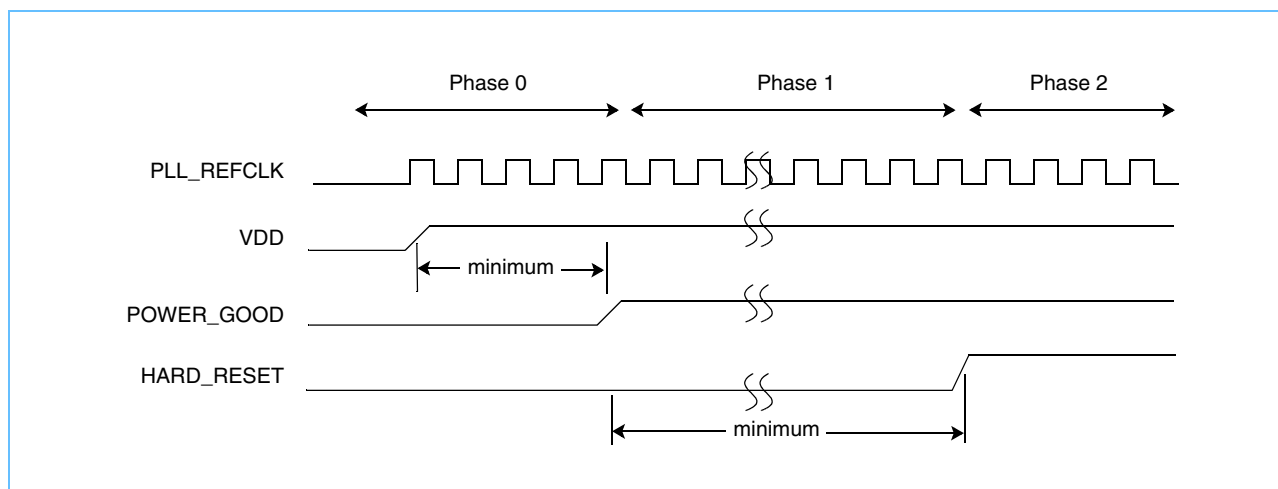 Phase 0 Phase 1 Phase 2
PLL_REFCLK
VDD
minimum
POWER_GOOD
HARD_RESET
minimum